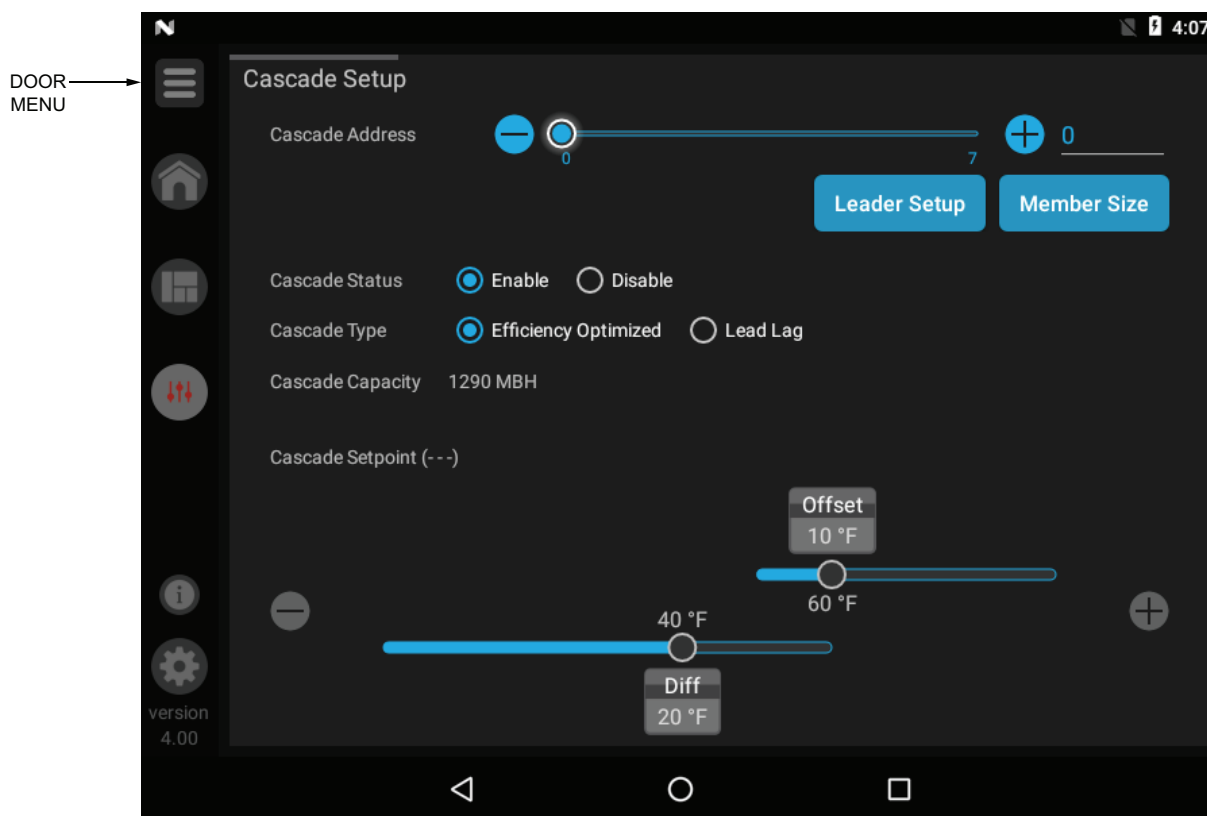 4:07
DOOR
MENU
Cascade Setup
Cascade Address
0
7
0
Leader Setup
Member Size
Cascade Status
Enable
Disable
Cascade Type
Efficiency Optimized
Lead Lag
Cascade Capacity
1290 MBH
Cascade Setpoint (---)
Offset
10 °F
60 °F
40 °F
Diff
20 °F
version
4.00